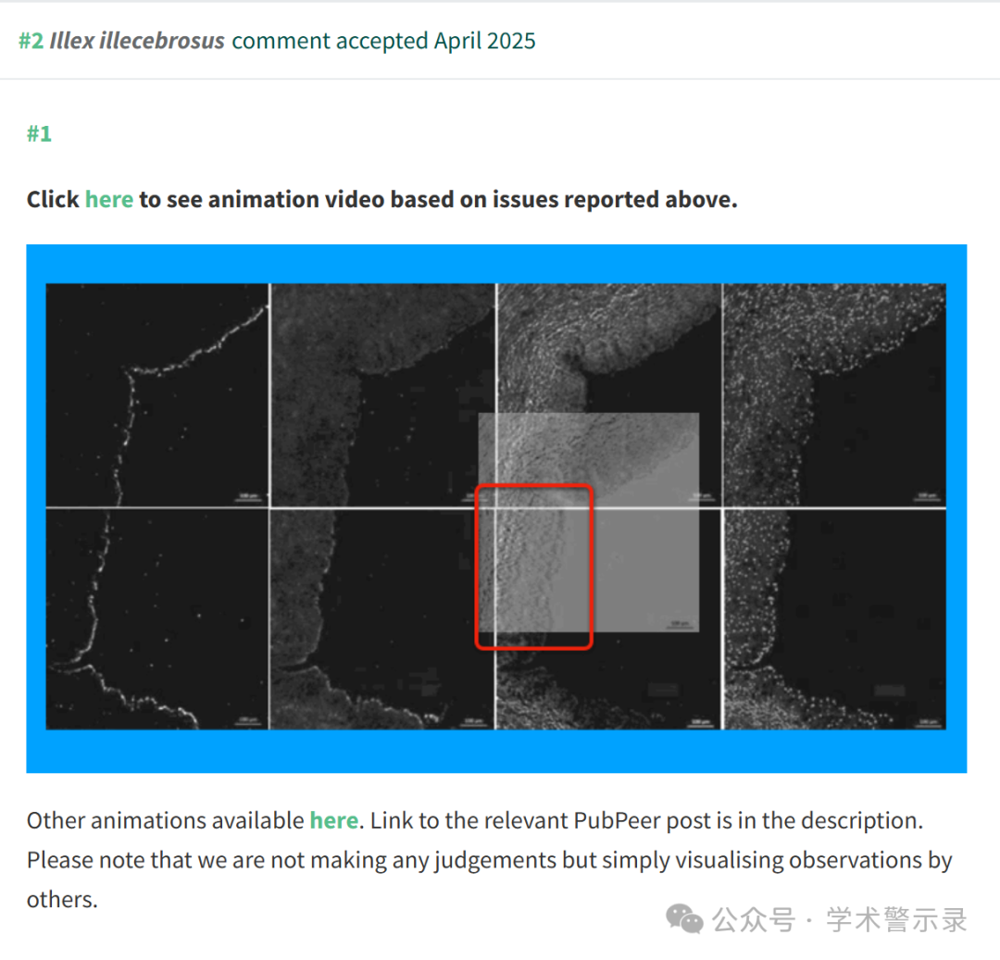 #2 Illex illecebrosus comment accepted April 2025
#1
Click here to see animation video based on issues reported above.
Other animations available here. Link to the relevant PubPeer post is in the description.
Please note that we are not making any judgements but simply visualising observations by
others.
公众号 · 学术警示录